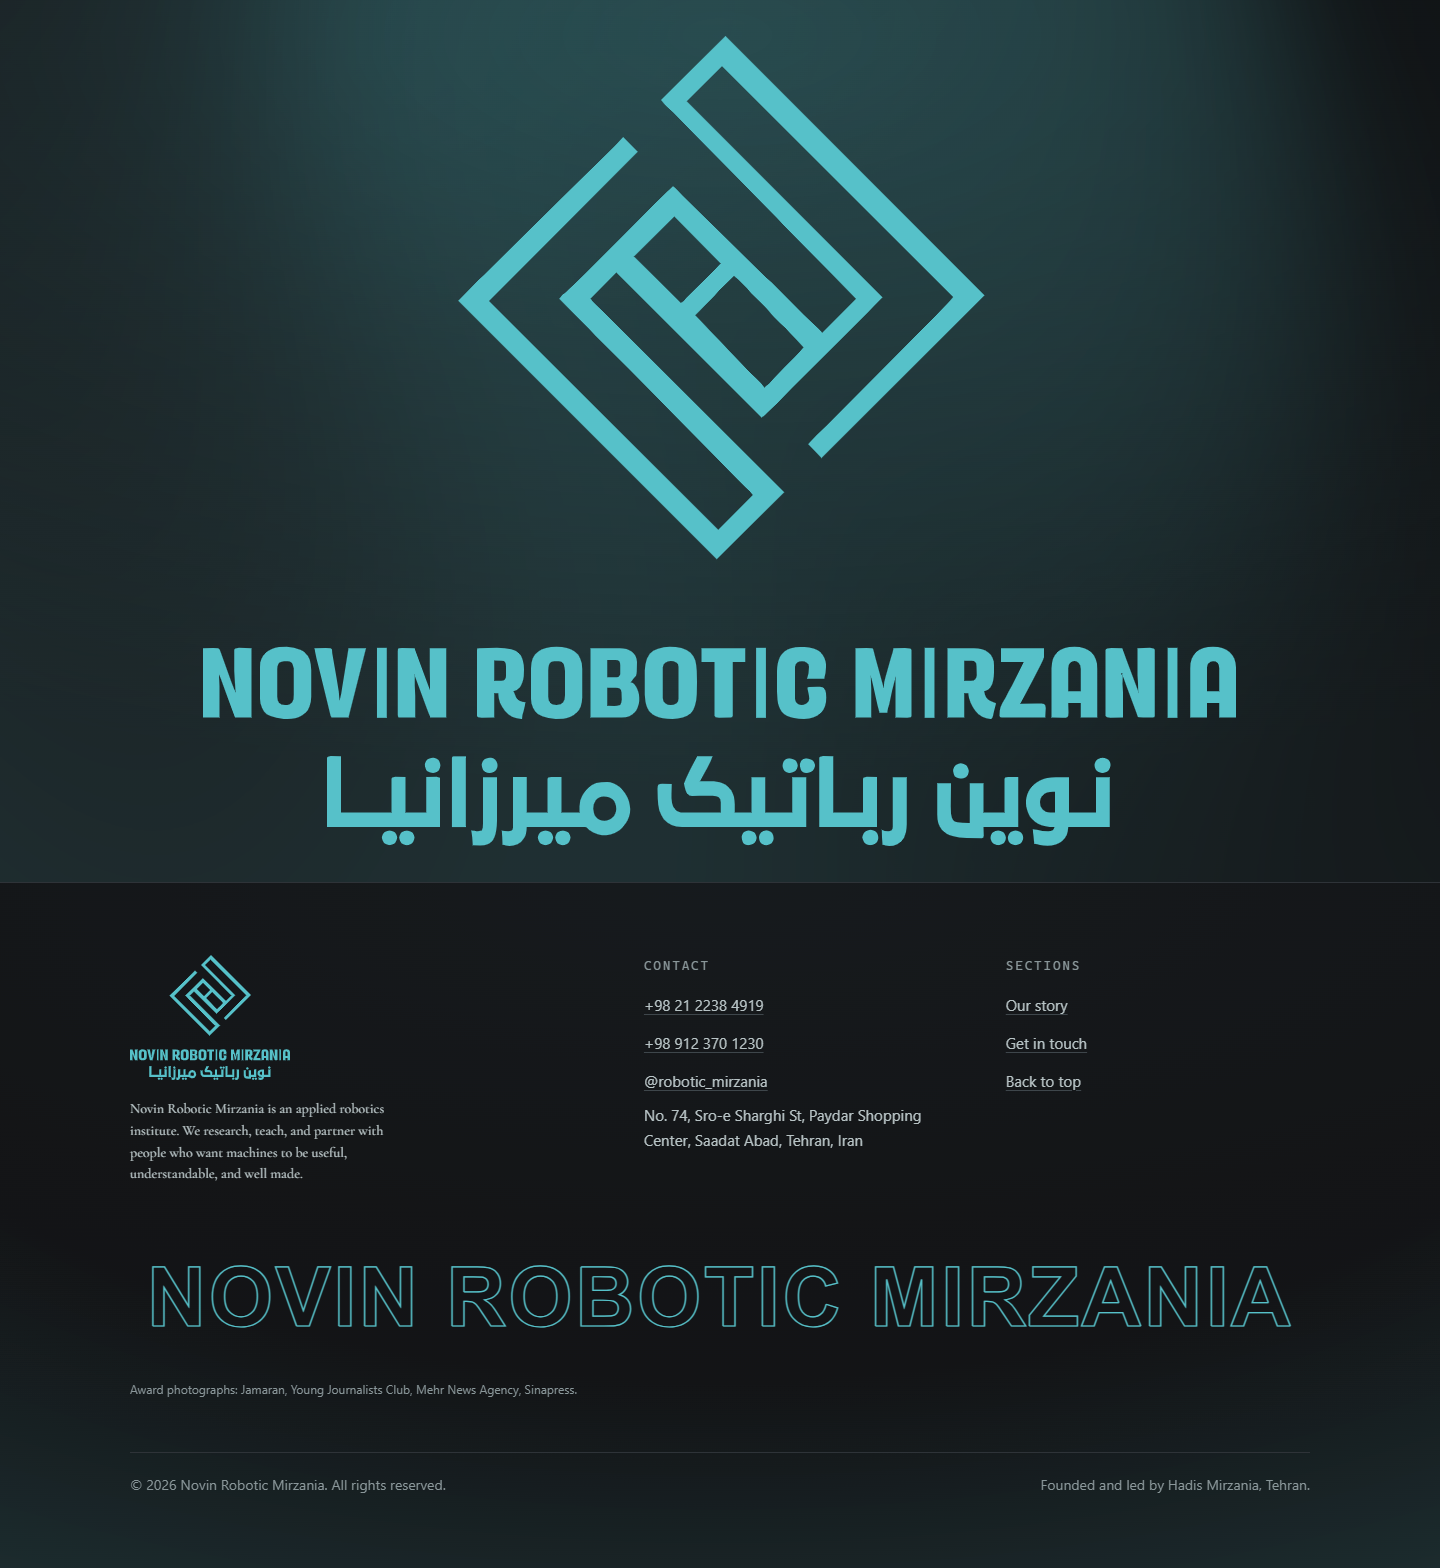 NOVIN ROBOTIC MIRZANIA
نوین رباتیک میرزانیا
NOVIN ROBOTIC MIRZANIA
نوین رباتیک میرزانیا
Novin Robotic Mirzania is an applied robotics
institute. We research, teach, and partner with
people who want machines to be useful,
understandable, and well made.
CONTACT
+98 21 2238 4919
+98 912 370 1230
@robotic_mirzania
No. 74, Sro-e Sharghi St, Paydar Shopping
Center, Saadat Abad, Tehran, Iran
SECTIONS
Our story
Get in touch
Back to top
NOVIN ROBOTIC MIRZANIA
Award photographs: Jamaran, Young Journalists Club, Mehr News Agency, Sinapress.
© 2026 Novin Robotic Mirzania. All rights reserved.
Founded and led by Hadis Mirzania, Tehran.